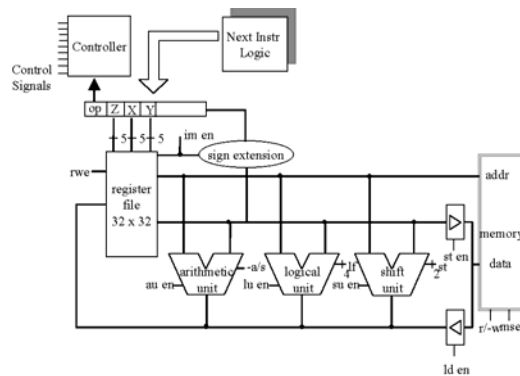 Controller
Next Instr
Logic
Control
Signals
op Z X Y
5 5 5
im en
sign extension
rwe
register
file
32 x 32
addr
memory
data
st en
arithmetic
unit
-a/s
au en
logical
unit
lf
4
lu en
shift
unit
st
2
su en
r/-w
mse
ld en